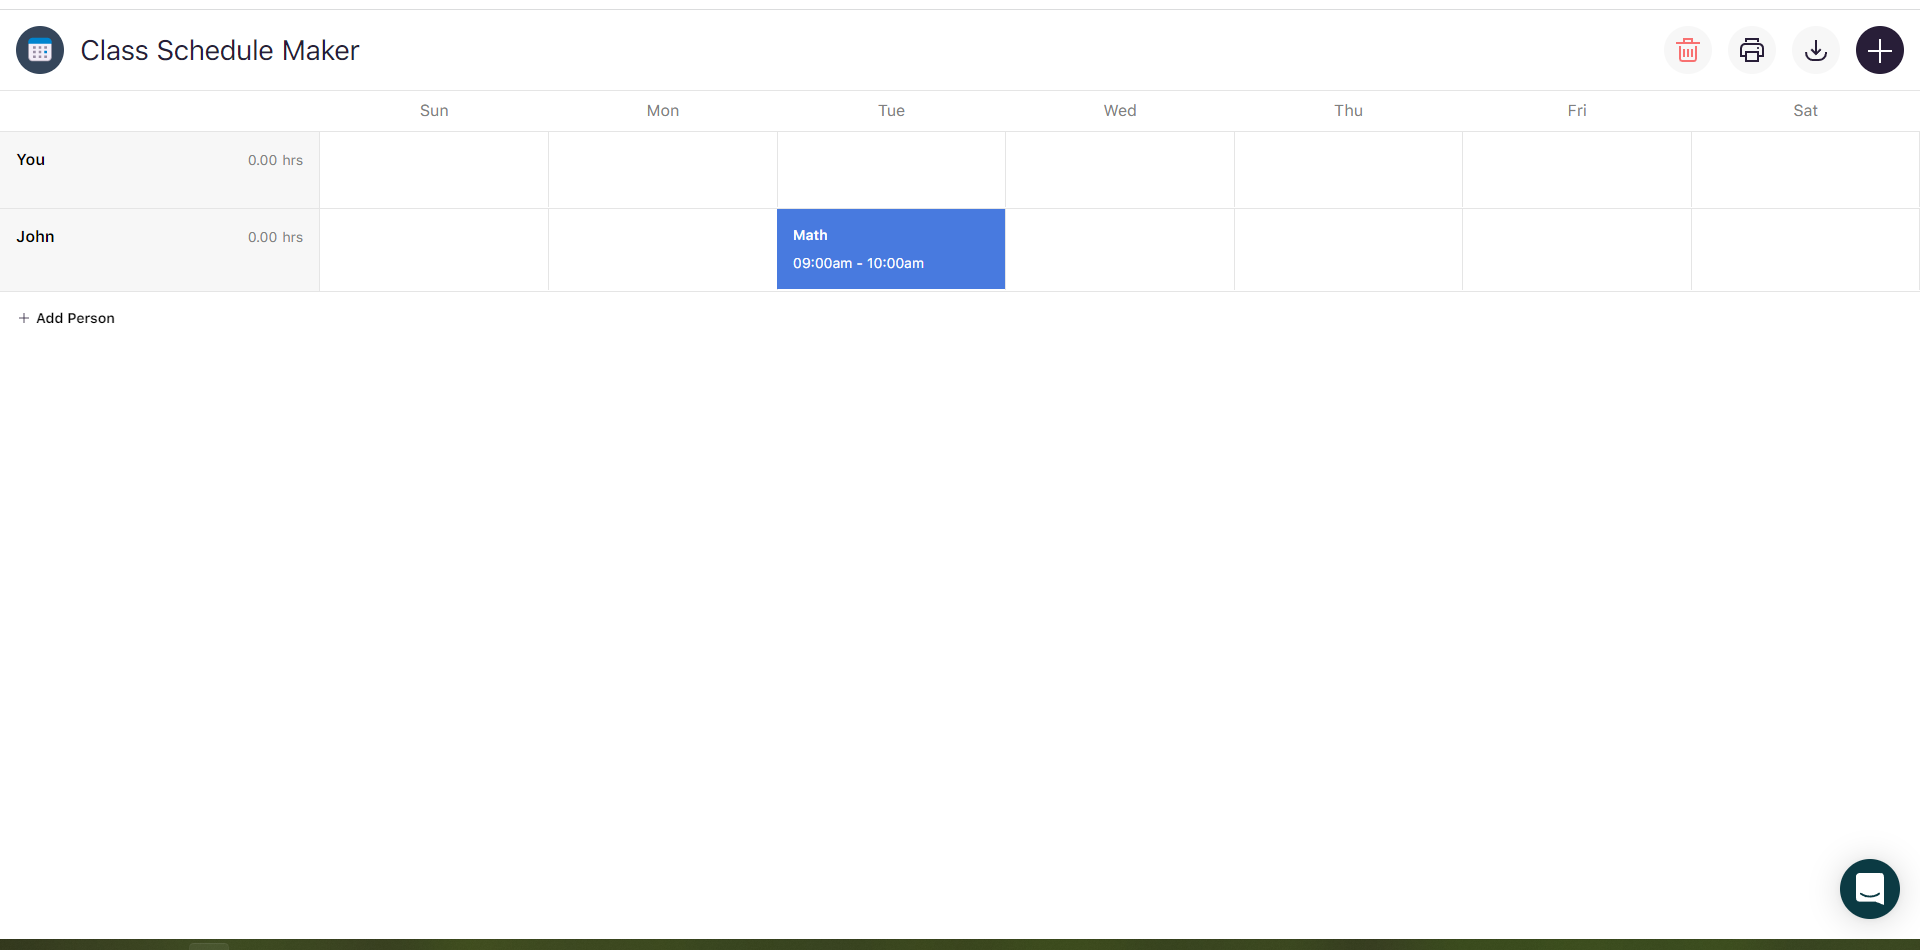 Class Schedule Maker
Sun Mon Tue Wed Thu Fri Sat
You 0.00 hrs
John 0.00 hrs
Math
09:00am - 10:00am
+ Add Person